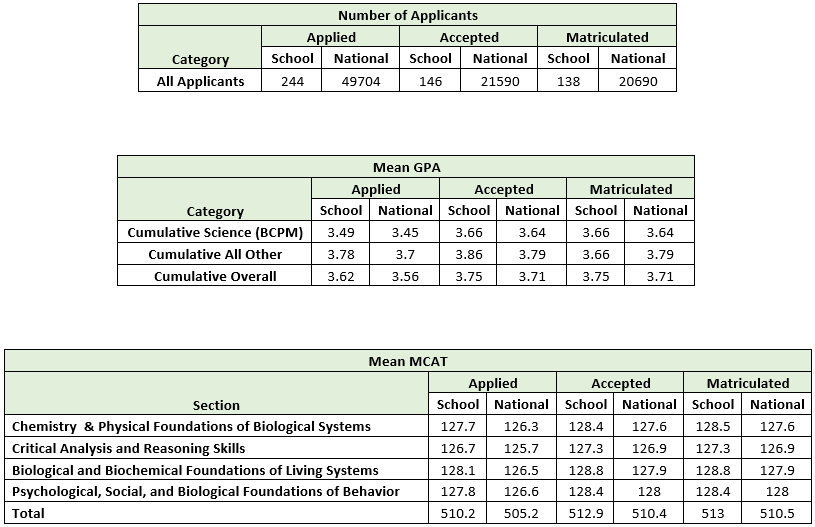 Number of Applicants
Applied Accepted Matriculated
Category School National School National School National
All Applicants 244 49704 146 21590 138 20690
Mean GPA
Applied Accepted Matriculated
Category School National School National School National
Cumulative Science (BCPM) 3.49 3.45 3.66 3.64 3.66 3.64
Cumulative All Other 3.78 3.7 3.86 3.79 3.66 3.79
Cumulative Overall 3.62 3.56 3.75 3.71 3.75 3.71
Mean MCAT
Applied Accepted Matriculated
Section School National School National School National
Chemistry & Physical Foundations of Biological Systems 127.7 126.3 128.4 127.6 128.5 127.6
Critical Analysis and Reasoning Skills 126.7 125.7 127.3 126.9 127.3 126.9
Biological and Biochemical Foundations of Living Systems 128.1 126.5 128.8 127.9 128.8 127.9
Psychological, Social, and Biological Foundations of Behavior 127.8 126.6 128.4 128 128.4 128
Total 510.2 505.2 512.9 510.4 513 510.5